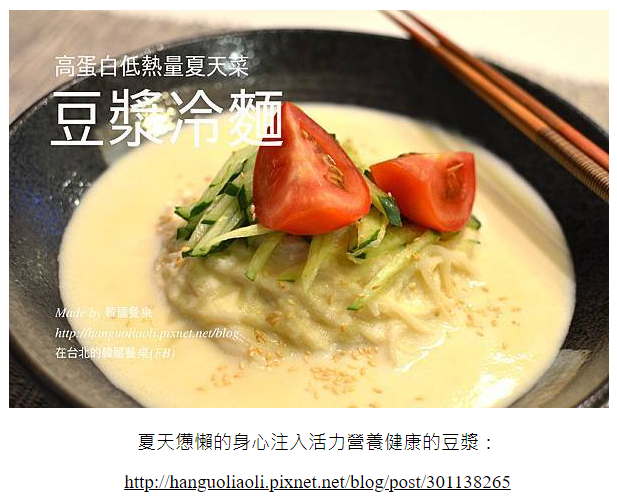 高蛋白低熱量夏天菜
豆漿冷麵
Made by 韓國餐桌
http://hanguoliaoli.pixnet.net/blog
在台北的韓國餐桌(FB)
夏天憊懶的身心注入活力營養健康的豆漿：
http://hanguoliaoli.pixnet.net/blog/post/301138265